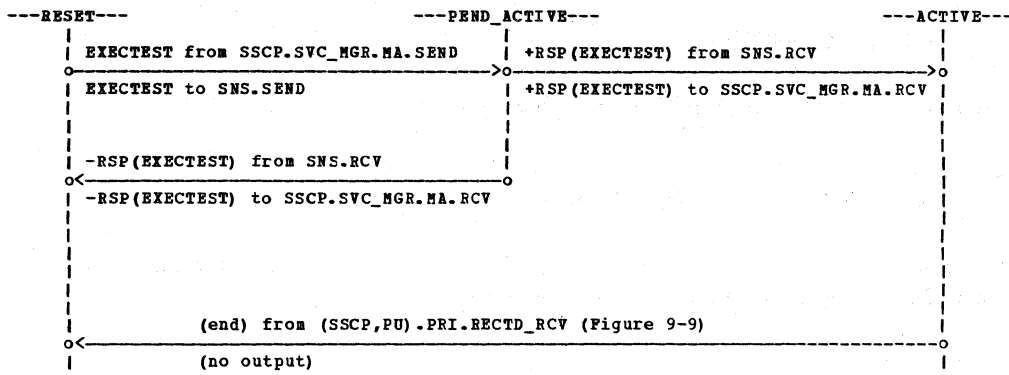 ---RESET---
---PEND_ACTIVE---
---ACTIVE---
EXECTEST from SSCP.SVC_MGR.MA.SEND
+RSP(EXECTEST) from SNS.RCV
EXECTEST to SNS.SEND
+RSP(EXECTEST) to SSCP.SVC_MGR.MA.RCV
-RSP(EXECTEST) from SNS.RCV
-RSP(EXECTEST) to SSCP.SVC_MGR.MA.RCV
(end) from (SSCP,PU).PRI.RECTD_RCV (Figure 9-9)
(no output)